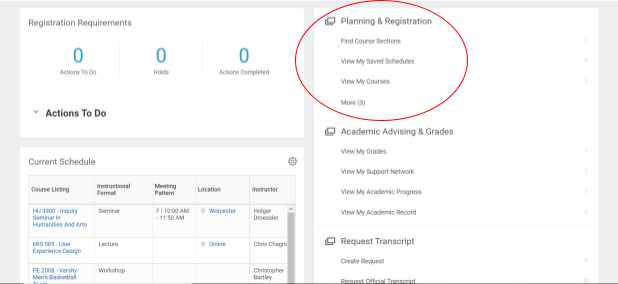 Registration Requirements
0
0
0
Actions To Do
Holds
Actions Completed
Actions To Do
Current Schedule
Course Listing
Instructional
Format
Meeting
Pattern
Location
Instructor
HU 3900 - Inquiry
Seminar In
Humanities And Arts
Seminar
F | 10:00 AM
- 11:50 AM
Worcester
Holger
Droessler
MIS 585 - User
Experience Design
Lecture
Online
Chris Chagno
PE 2008 - Varsity
Men's Basketball
Team
Workshop
Christopher
Bartley
Planning & Registration
Find Course Sections
View My Saved Schedules
View My Courses
More (3)
Academic Advising & Grades
View My Grades
View My Support Network
View My Academic Progress
View My Academic Record
Request Transcript
Create Request
Request Official Transcript